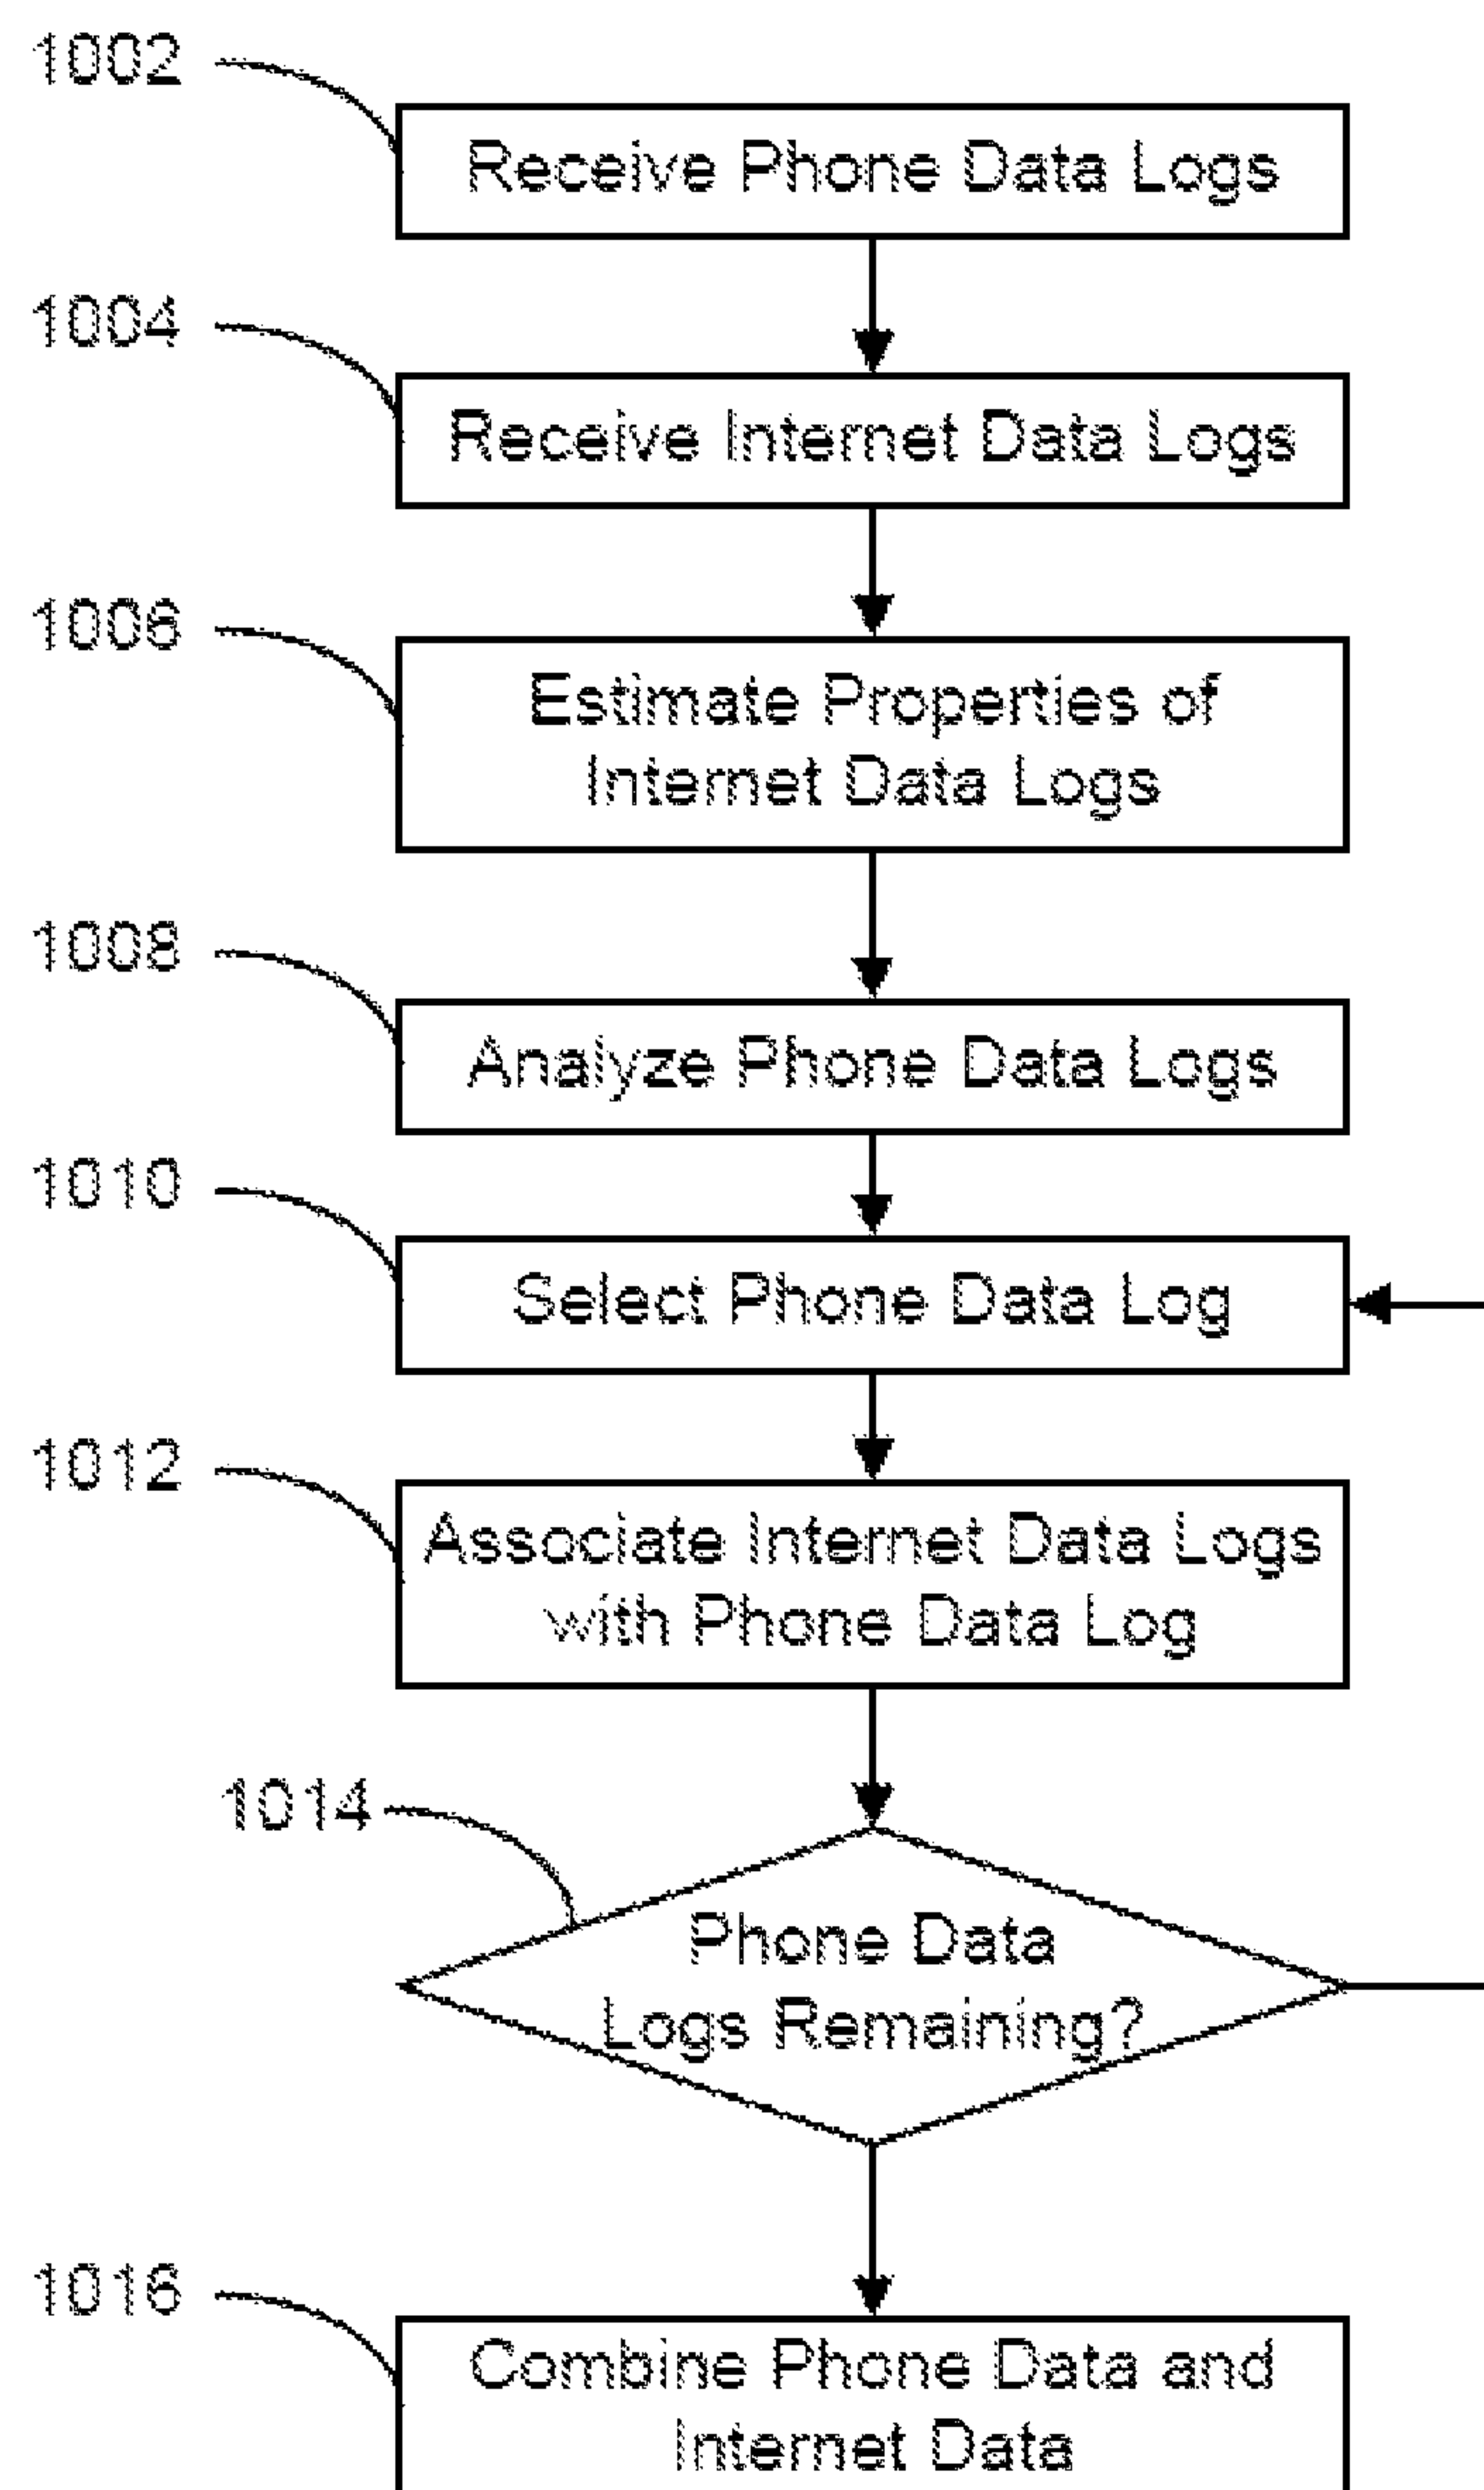 1002
Receive Phone Data Logs
1004
Receive Internet Data Logs
1006
Estimate Properties of
Internet Data Logs
1008
Analyze Phone Data Logs
1010
Select Phone Data Log
1012
Associate Internet Data Logs
with Phone Data Log
1014
Phone Data
Logs Remaining?
1016
Combine Phone Data and
Internet Data